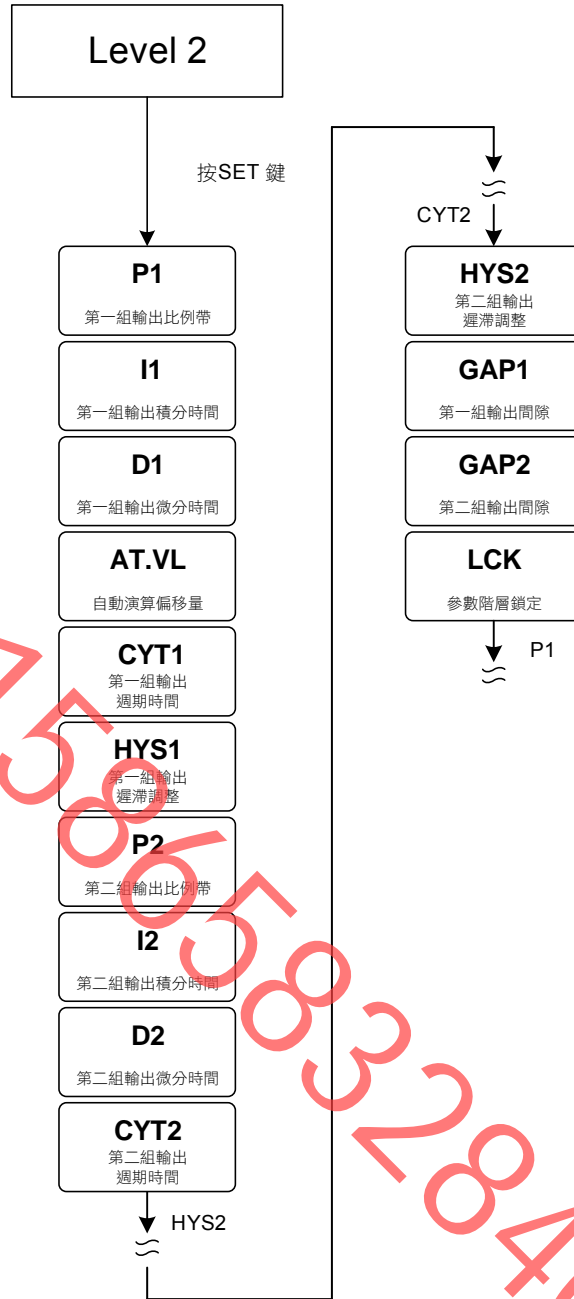 Level 2
按SET 鍵
P1
第一組輸出比例帶
I1
第一組輸出積分時間
D1
第一組輸出微分時間
AT.VL
自動演算偏移量
CYT1
第一組輸出
週期時間
HYS1
第一組輸出
遲滯調整
P2
第二組輸出比例帶
I2
第二組輸出積分時間
D2
第二組輸出微分時間
CYT2
第二組輸出
週期時間
HYS2
CYT2
HYS2
第二組輸出
遲滯調整
GAP1
第一組輸出間隙
GAP2
第二組輸出間隙
LCK
參數階層鎖定
P1